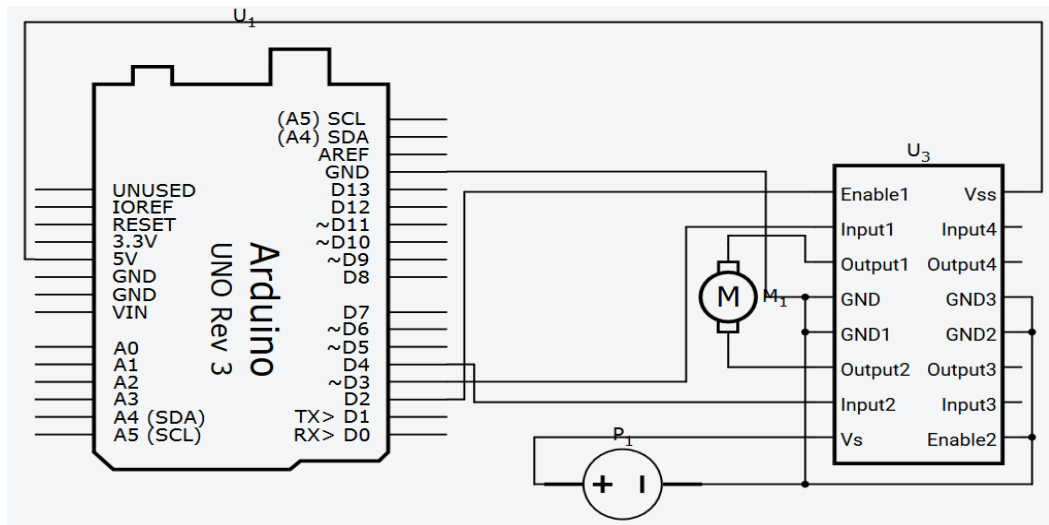 U1
(A5) SCL
(A4) SDA
AREF
GND
D13
D12
~D11
~D10
~D9
D8
D7
~D6
~D5
D4
~D3
D2
TX> D1
RX> D0
UNUSED
IOREF
RESET
3.3V
5V
GND
GND
VIN
A0
A1
A2
A3
A4 (SDA)
A5 (SCL)
Arduino
UNO Rev 3
M
M1
P1
+ -
U3
Enable1
Input1
Output1
GND
GND1
Output2
Input2
Vs
Vss
Input4
Output4
GND3
GND2
Output3
Input3
Enable2